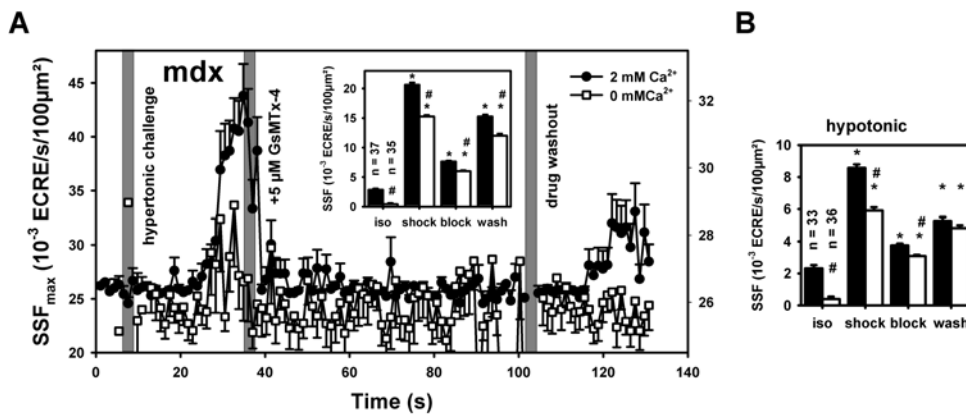 A
mdx
SSFmax (10⁻³ ECRE/s/100µm²)
45
40
35
30
25
20
32
30
28
26
0
20
40
60
80
100
120
140
Time (s)
hypertonic challenge
+5 µM GsMTx-4
drug washout
2 mM Ca²⁺
0 mMCa²⁺
SSF (10⁻³ ECRE/s/100µm²)
20
15
10
5
0
n = 37
n = 35
#
*
#
*
*
#
*
*
#
*
iso shock block wash
B
hypotonic
SSF (10⁻³ ECRE/s/100µm²)
10
8
6
4
2
0
n = 33
n = 36
#
*
#
*
*
#
*
*
*
iso shock block wash